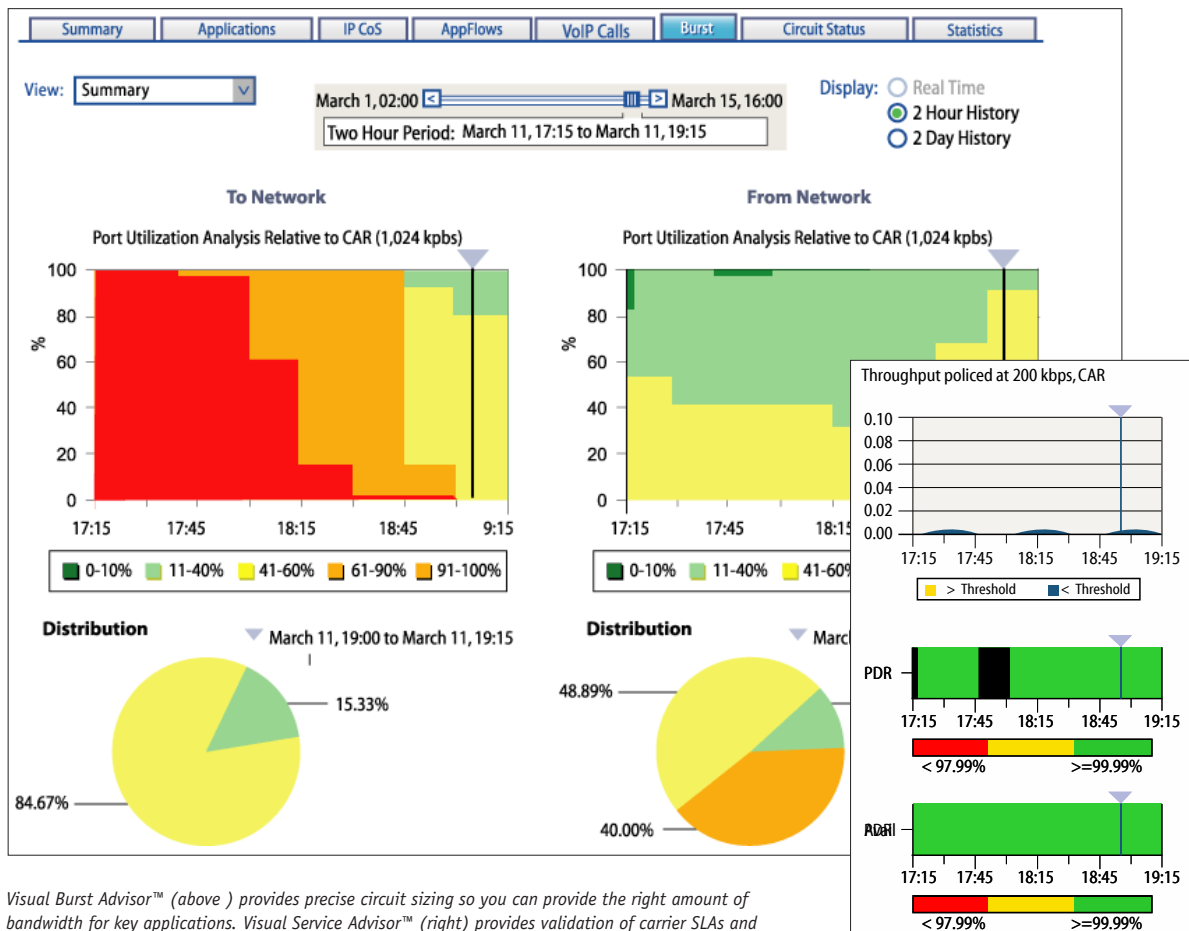 Summary Applications IP CoS AppFlows VoIP Calls Burst Circuit Status Statistics
View: Summary
March 1, 02:00 < > March 15, 16:00
Two Hour Period: March 11, 17:15 to March 11, 19:15
Display: Real Time
2 Hour History
2 Day History
To Network
Port Utilization Analysis Relative to CAR (1,024 kpbs)
%
100
80
60
40
20
0
17:15 17:45 18:15 18:45 9:15
0-10% 11-40% 41-60% 61-90% 91-100%
Distribution
March 11, 19:00 to March 11, 19:15
15.33%
84.67%
From Network
Port Utilization Analysis Relative to CAR (1,024 kpbs)
%
100
80
60
40
20
0
17:15 17:45 18:15
0-10% 11-40% 41-60%
Distribution
Marc
48.89%
40.00%
Throughput policed at 200 kbps, CAR
0.10
0.08
0.06
0.04
0.02
0.00
17:15 17:45 18:15 18:45 19:15
> Threshold < Threshold
PDR
17:15 17:45 18:15 18:45 19:15
< 97.99% >=99.99%
17:15 17:45 18:15 18:45 19:15
< 97.99% >=99.99%
Visual Burst Advisor™ (above ) provides precise circuit sizing so you can provide the right amount of
bandwidth for key applications. Visual Service Advisor™ (right) provides validation of carrier SLAs and